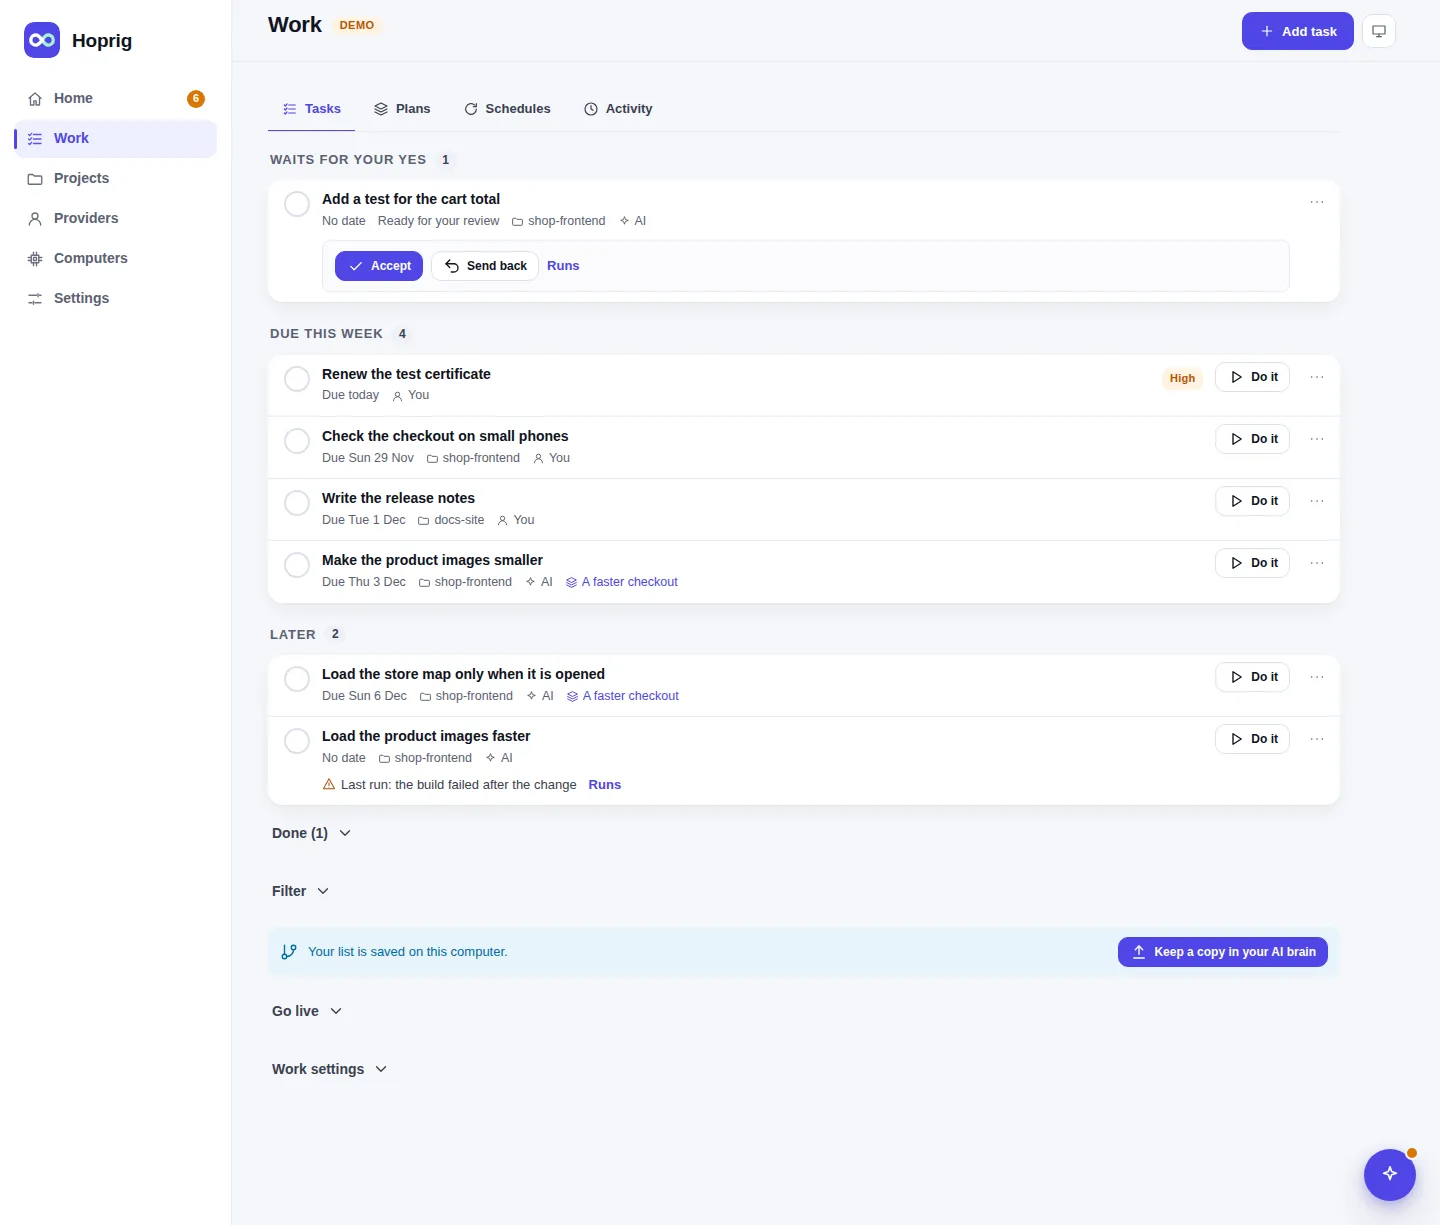 Hoprig
Home 6
Work
Projects
Providers
Computers
Settings
Work DEMO
Add task
Tasks Plans Schedules Activity
WAITS FOR YOUR YES 1
Add a test for the cart total
No date Ready for your review shop-frontend AI
Accept Send back Runs
DUE THIS WEEK 4
Renew the test certificate High Do it
Due today You
Check the checkout on small phones Do it
Due Sun 29 Nov shop-frontend You
Write the release notes Do it
Due Tue 1 Dec docs-site You
Make the product images smaller Do it
Due Thu 3 Dec shop-frontend AI A faster checkout
LATER 2
Load the store map only when it is opened Do it
Due Sun 6 Dec shop-frontend AI A faster checkout
Load the product images faster Do it
No date shop-frontend AI
Last run: the build failed after the change Runs
Done (1)
Filter
Your list is saved on this computer. Keep a copy in your AI brain
Go live
Work settings